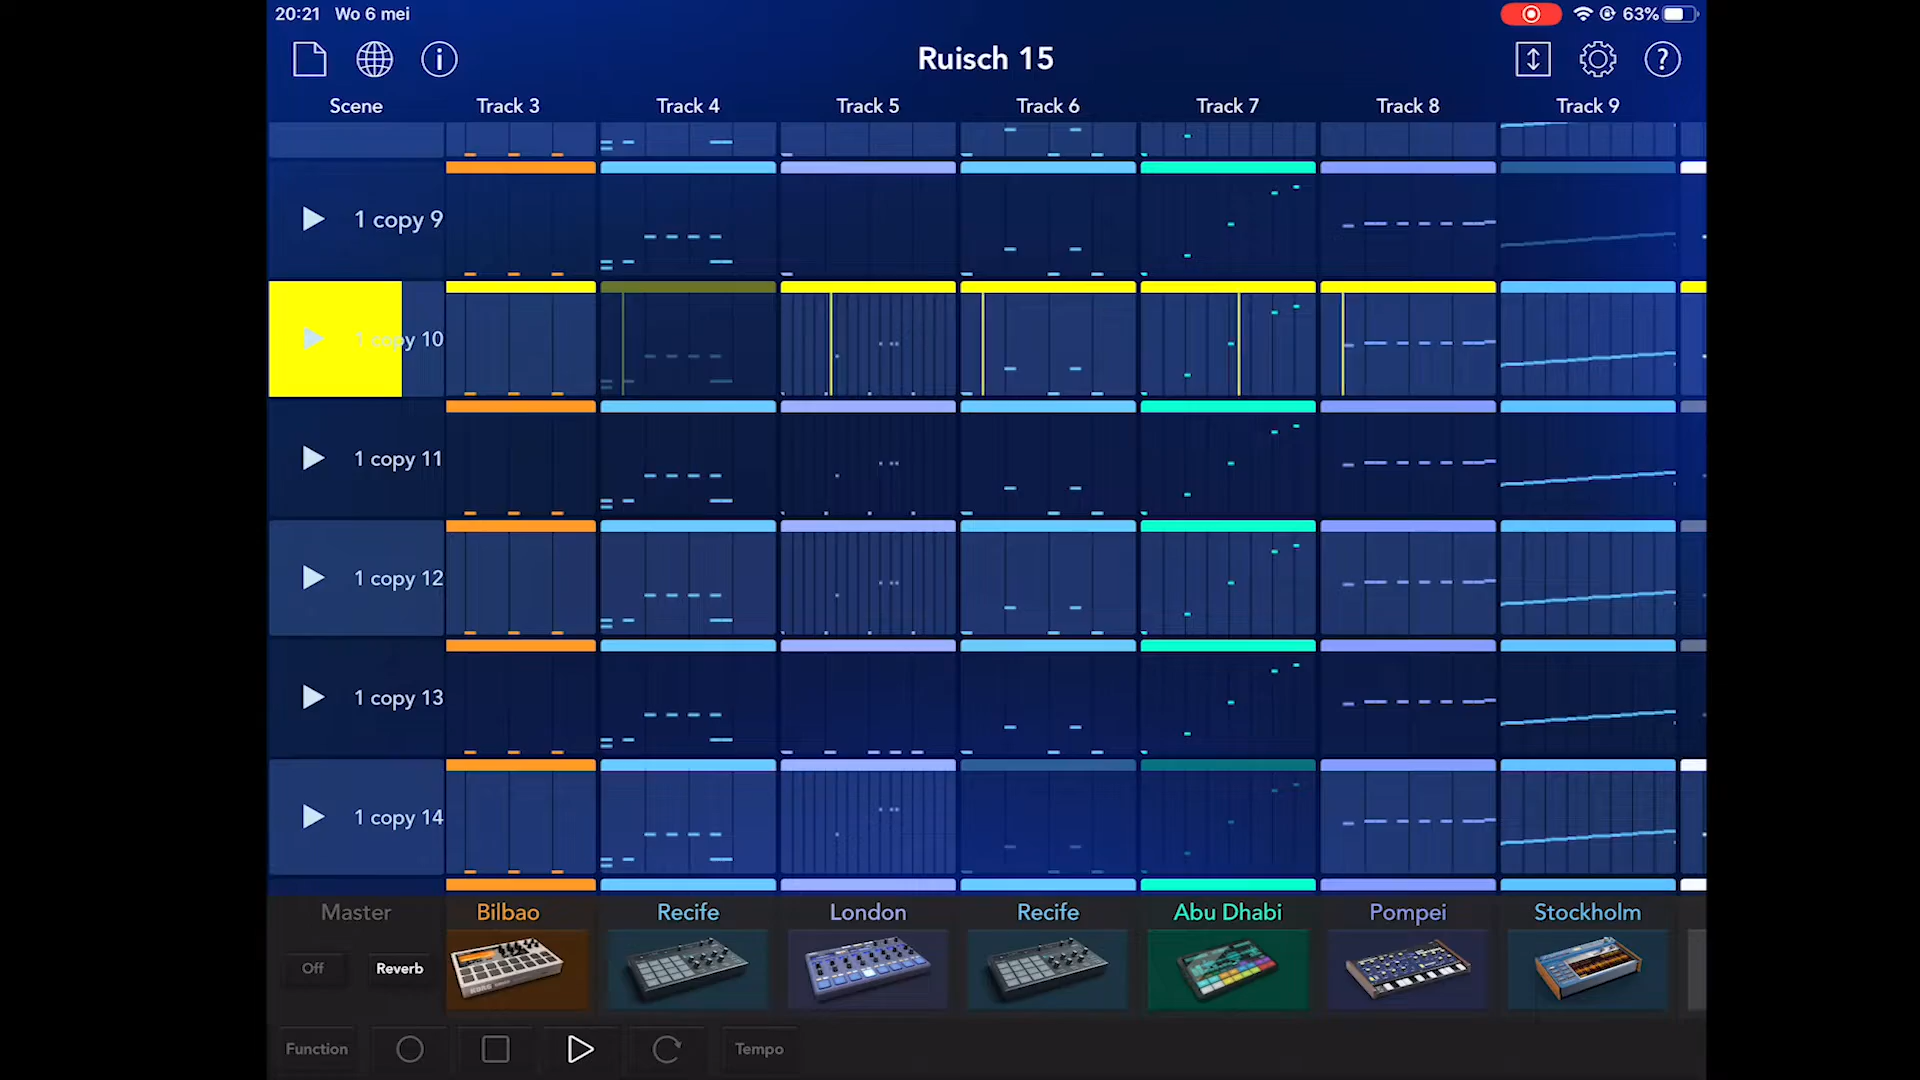 20:21 Wo 6 mei 63%
Ruisch 15
Scene Track 3 Track 4 Track 5 Track 6 Track 7 Track 8 Track 9
1 copy 9
1 copy 10
1 copy 11
1 copy 12
1 copy 13
1 copy 14
Master Bilbao Recife London Recife Abu Dhabi Pompei Stockholm
Off Reverb
Function Tempo